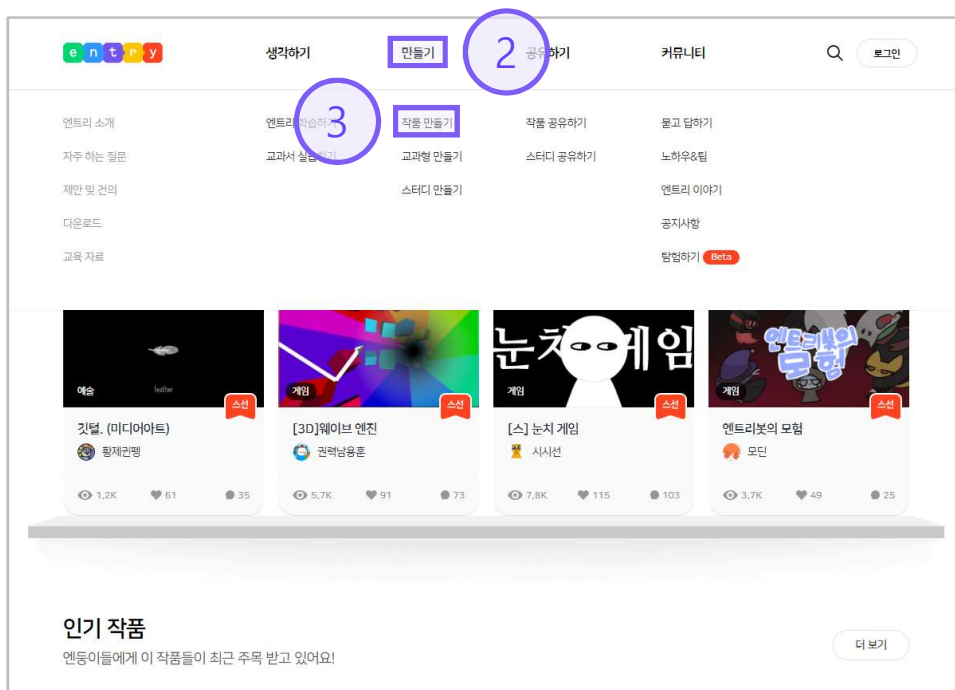 entry 생각하기 만들기 2 공유하기 커뮤니티 로그인
엔트리 소개 엔트리 학습하기 3 작품 만들기 작품 공유하기 묻고 답하기
자주 하는 질문 교과서 실습하기 교과형 만들기 스터디 공유하기 노하우&팁
제안 및 건의 스터디 만들기 엔트리 이야기
다운로드 공지사항
교육 자료 탐험하기 Beta
feather
눈치게임
엔트리봇의
모험
예술 게임 게임 게임
스선 스선 스선 스선
깃털. (미디어아트) [3D]웨이브 엔진 [스] 눈치 게임 엔트리봇의 모험
황제귄펭 권력남용훈 시시선 모딘
1,2K 61 35 5,7K 91 73 7,8K 115 103 3,7K 49 25
인기 작품
엔둥이들에게 이 작품들이 최근 주목 받고 있어요!
더 보기